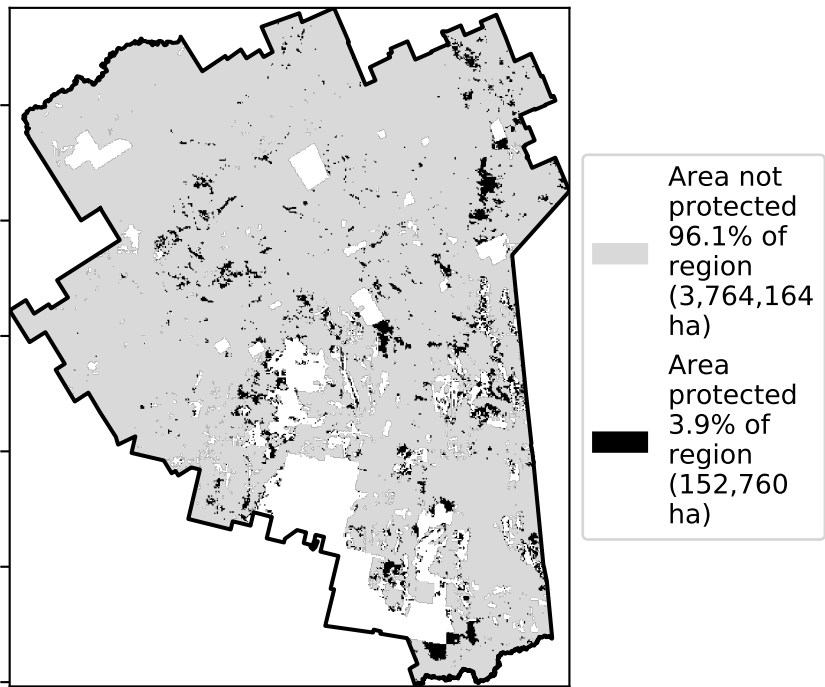 Area not
protected
96.1% of
region
(3,764,164
ha)
Area
protected
3.9% of
region
(152,760
ha)